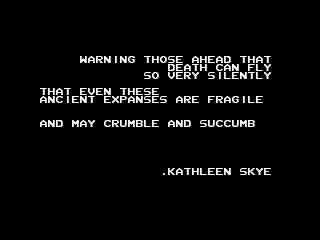 WARNING THOSE AHEAD THAT
DEATH CAN FLY
SO VERY SILENTLY
THAT EVEN THESE
ANCIENT EXPANSES ARE FRAGILE
AND MAY CRUMBLE AND SUCCUMB
.KATHLEEN SKYE